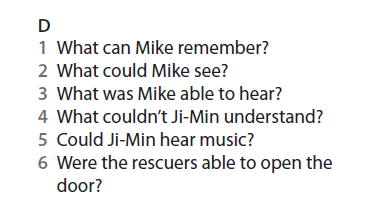 D
1 What can Mike remember?
2 What could Mike see?
3 What was Mike able to hear?
4 What couldn't Ji-Min understand?
5 Could Ji-Min hear music?
6 Were the rescuers able to open the
door?